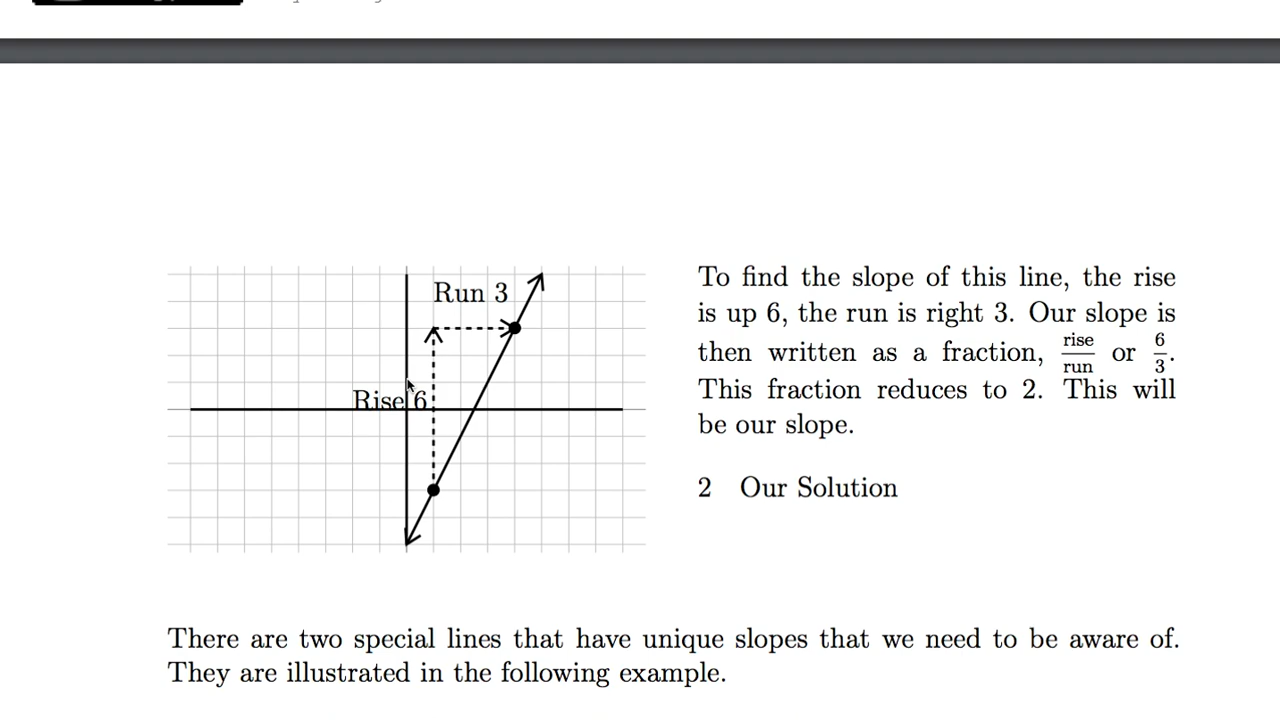 Run 3
Rise 6
To find the slope of this line, the rise
is up 6, the run is right 3. Our slope is
then written as a fraction, rise/run or 6/3.
This fraction reduces to 2. This will
be our slope.
2 Our Solution
There are two special lines that have unique slopes that we need to be aware of.
They are illustrated in the following example.